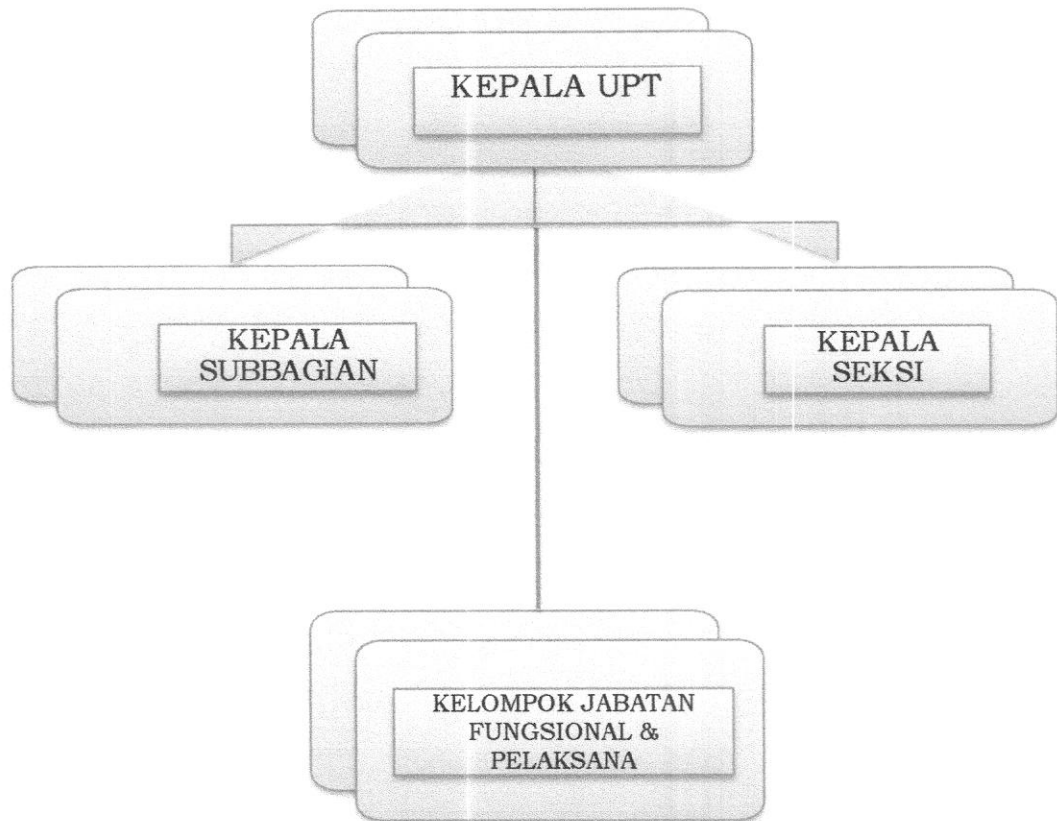 KEPALA UPT
KEPALA
SUBBAGIAN
KEPALA
SEKSI
KELOMPOK JABATAN
FUNGSIONAL &
PELAKSANA